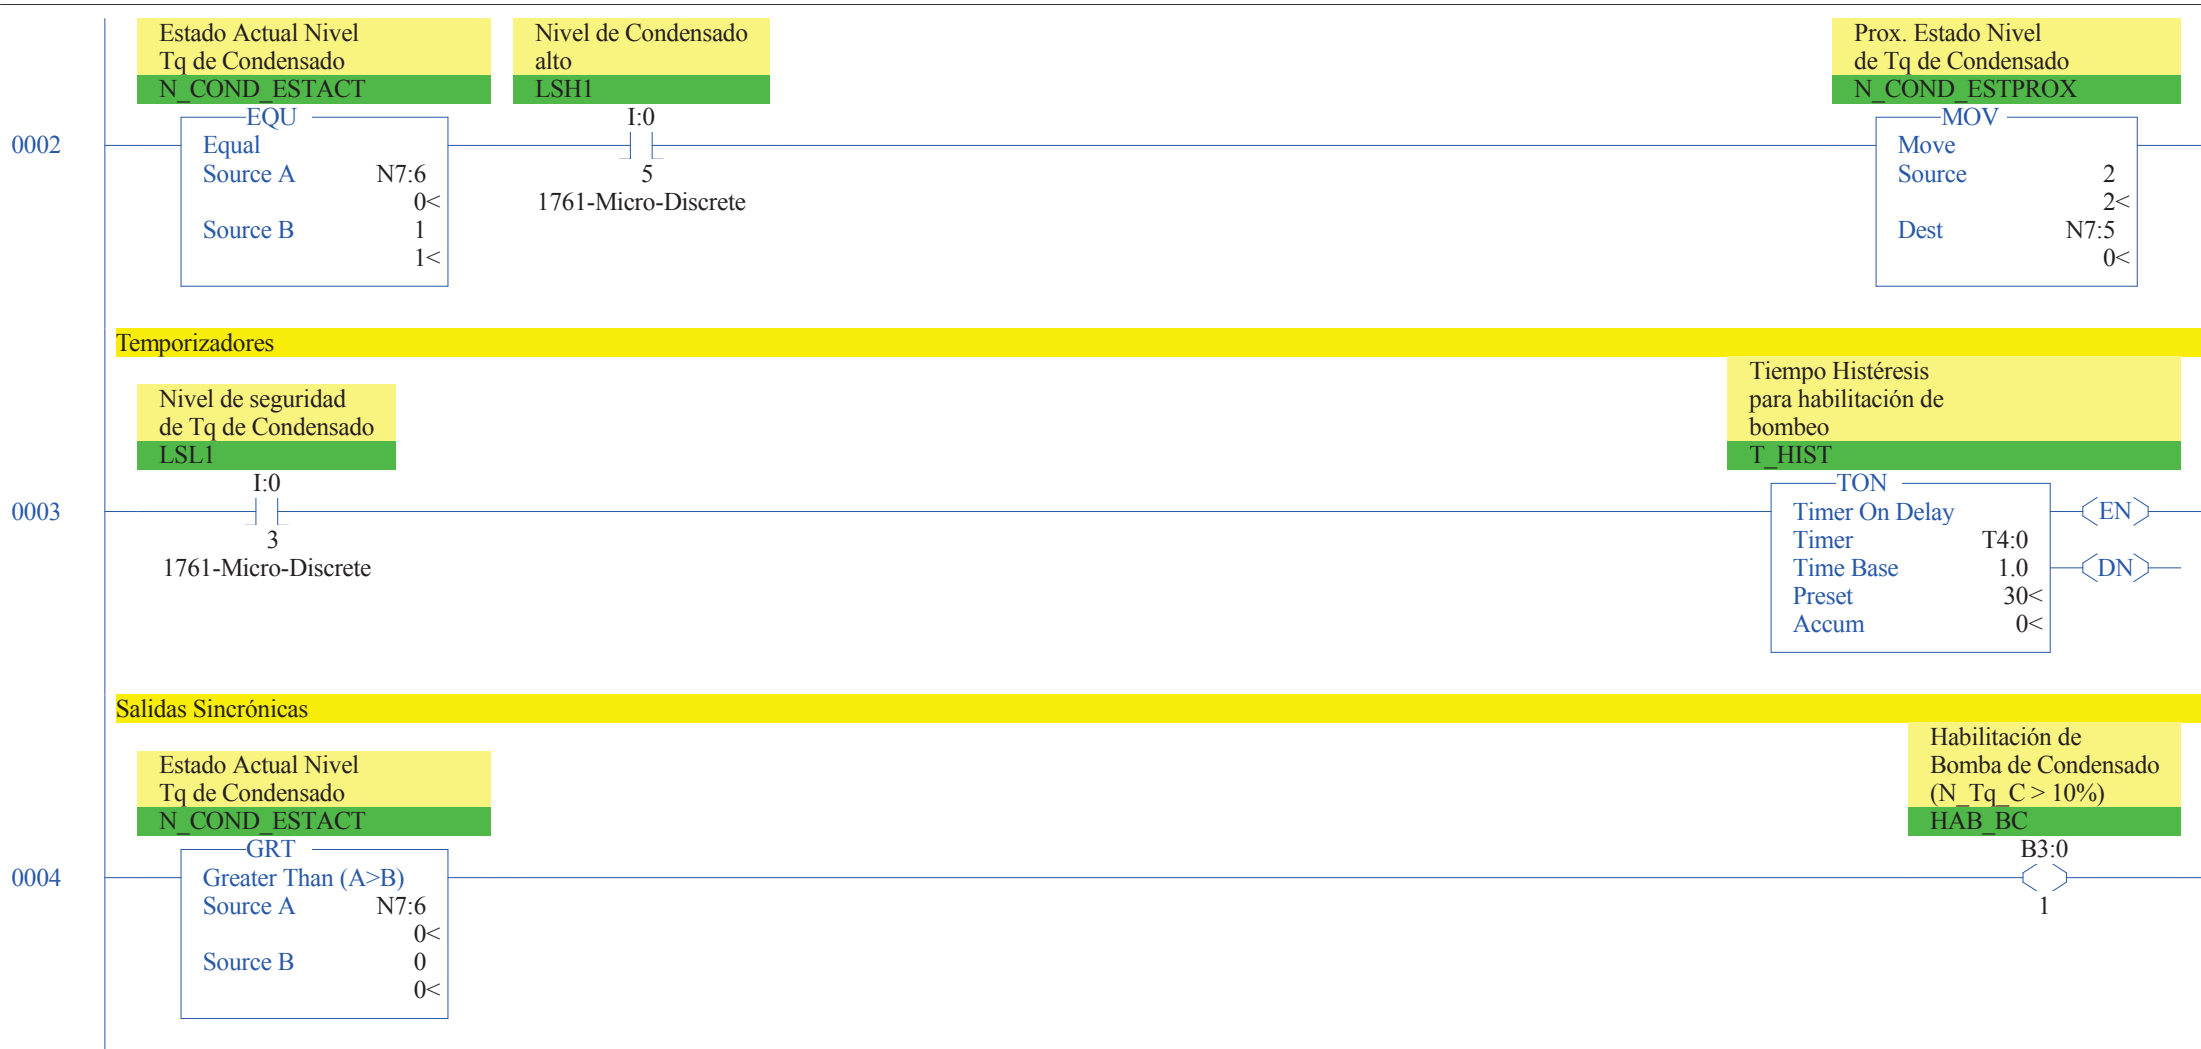 Estado Actual Nivel
Tq de Condensado
N_COND_ESTACT
Nivel de Condensado
alto
LSH1
Prox. Estado Nivel
de Tq de Condensado
N_COND_ESTPROX
0002
EQU
Equal
Source A N7:6
0<
Source B 1
1<
I:0
5
1761-Micro-Discrete
MOV
Move
Source 2
2<
Dest N7:5
0<
Temporizadores
Nivel de seguridad
de Tq de Condensado
LSL1
Tiempo Histéresis
para habilitación de
bombeo
T_HIST
0003
I:0
3
1761-Micro-Discrete
TON
Timer On Delay
Timer T4:0
Time Base 1.0
Preset 30<
Accum 0<
EN
DN
Salidas Sincrónicas
Estado Actual Nivel
Tq de Condensado
N_COND_ESTACT
Habilitación de
Bomba de Condensado
(N_Tq_C > 10%)
HAB_BC
0004
GRT
Greater Than (A>B)
Source A N7:6
0<
Source B 0
0<
B3:0
1